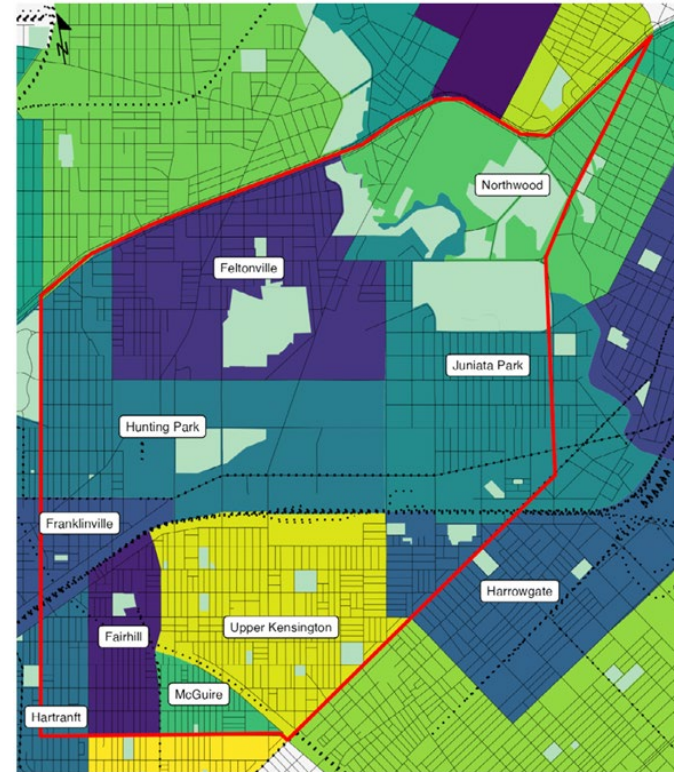 N
Northwood
Feltonville
Juniata Park
Hunting Park
Franklinville
Harrowgate
Upper Kensington
Fairhill
McGuire
Hartranft